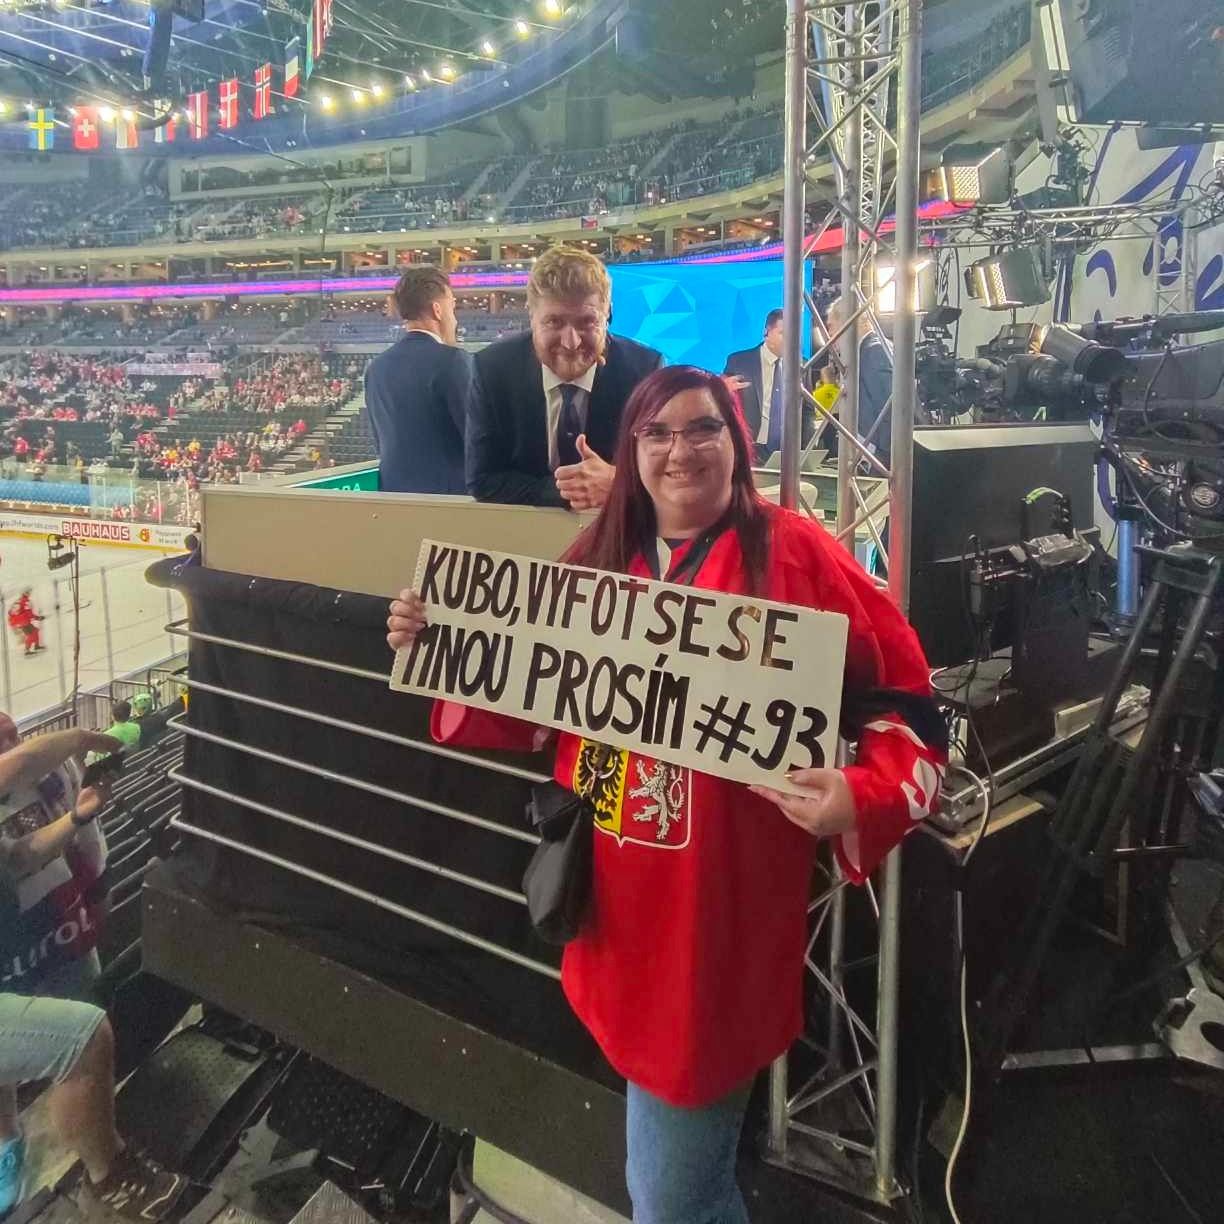 KUBO, VYFOŤ SE SE
MNOU PROSÍM #93
BAUHAUS